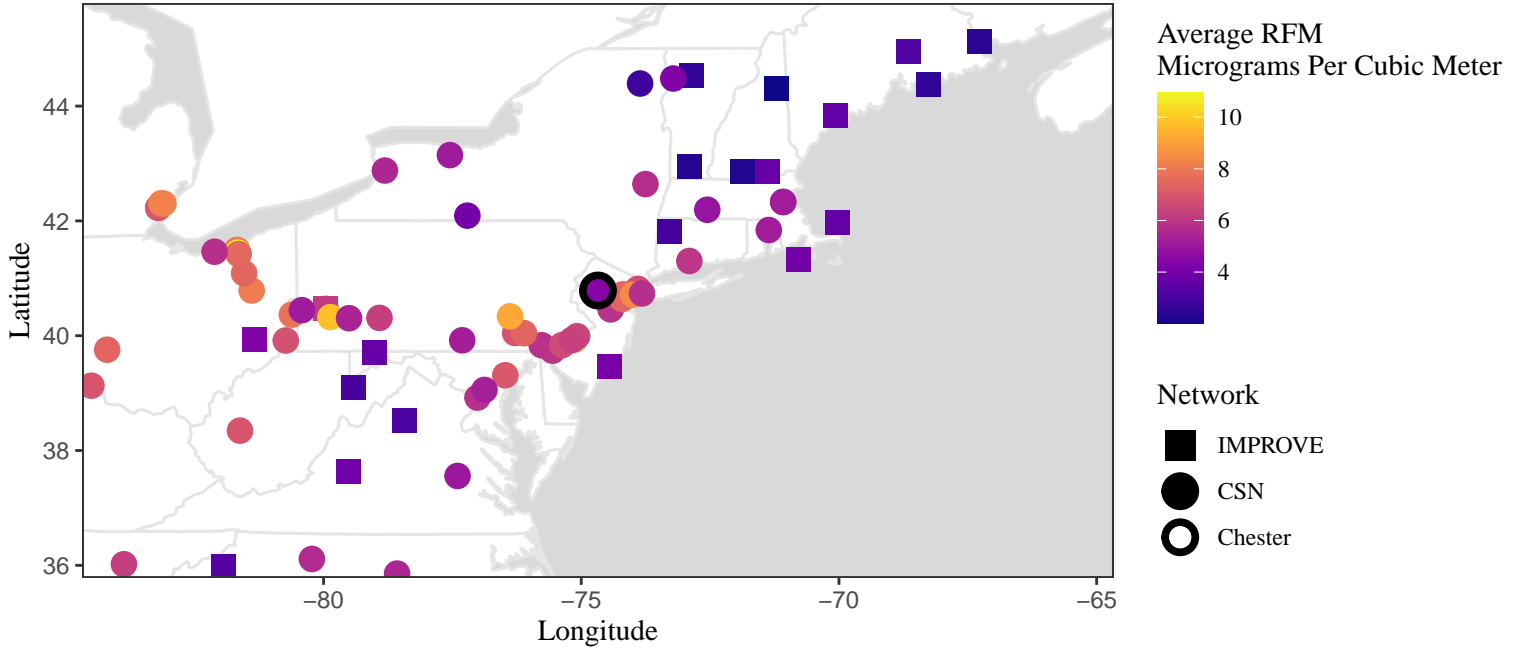 Latitude
44
42
40
38
36
−80
−75
−70
−65
Longitude
Average RFM
Micrograms Per Cubic Meter
10
8
6
4
Network
IMPROVE
CSN
Chester